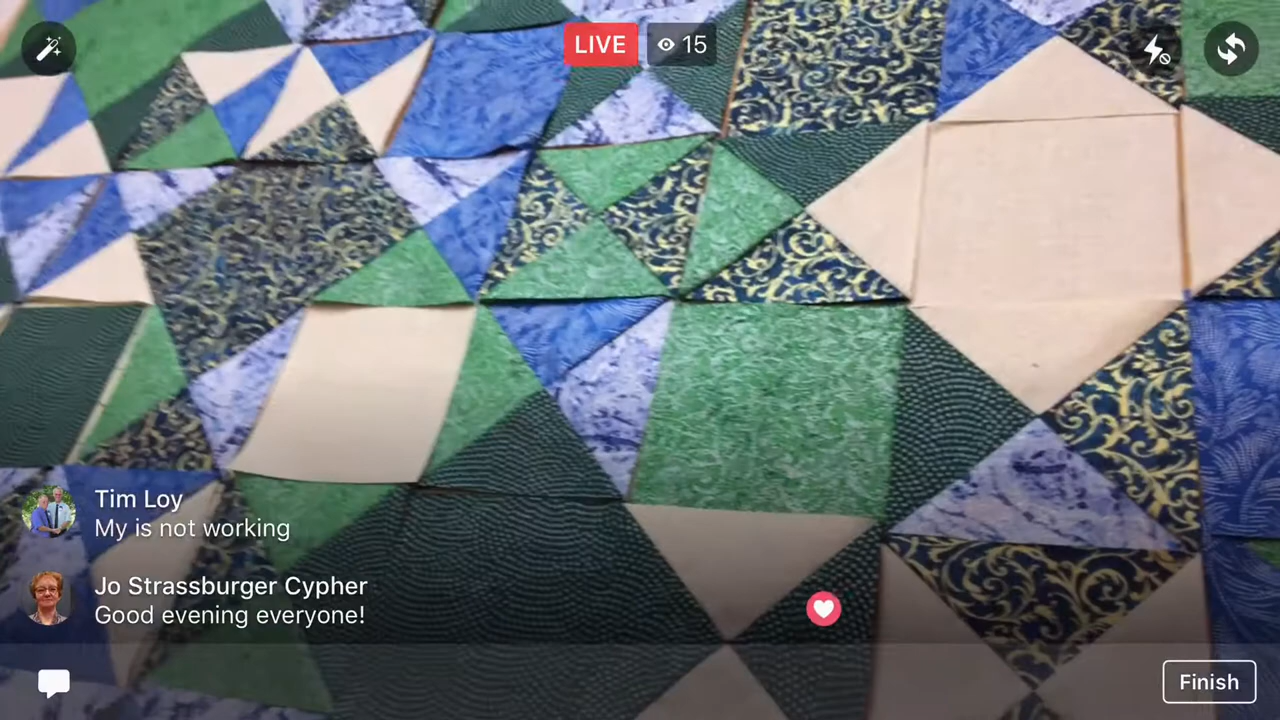 LIVE 15
Tim Loy
My is not working
Jo Strassburger Cypher
Good evening everyone!
Finish